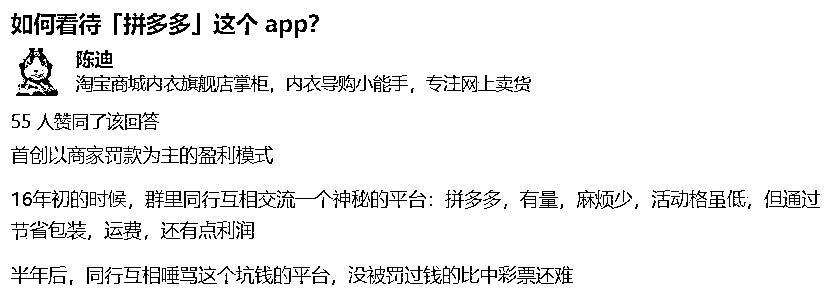 如何看待「拼多多」这个 app?
陈迪
淘宝商城内衣旗舰店掌柜，内衣导购小能手，专注网上卖货
55 人赞同了该回答
首创以商家罚款为主的盈利模式
16年初的时候，群里同行互相交流一个神秘的平台：拼多多，有量，麻烦少，活动格虽低，但通过
节省包装，运费，还有点利润
半年后，同行互相唾骂这个坑钱的平台，没被罚过钱的比中彩票还难